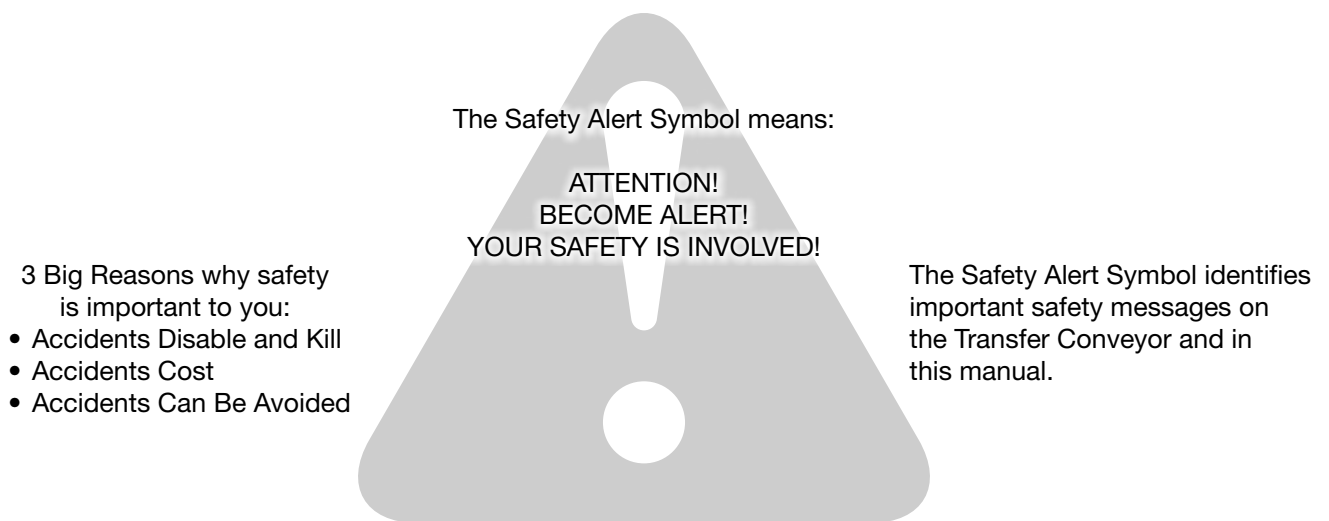 The Safety Alert Symbol means:
ATTENTION!
BECOME ALERT!
YOUR SAFETY IS INVOLVED!
3 Big Reasons why safety
is important to you:
• Accidents Disable and Kill
• Accidents Cost
• Accidents Can Be Avoided
The Safety Alert Symbol identifies
important safety messages on
the Transfer Conveyor and in
this manual.